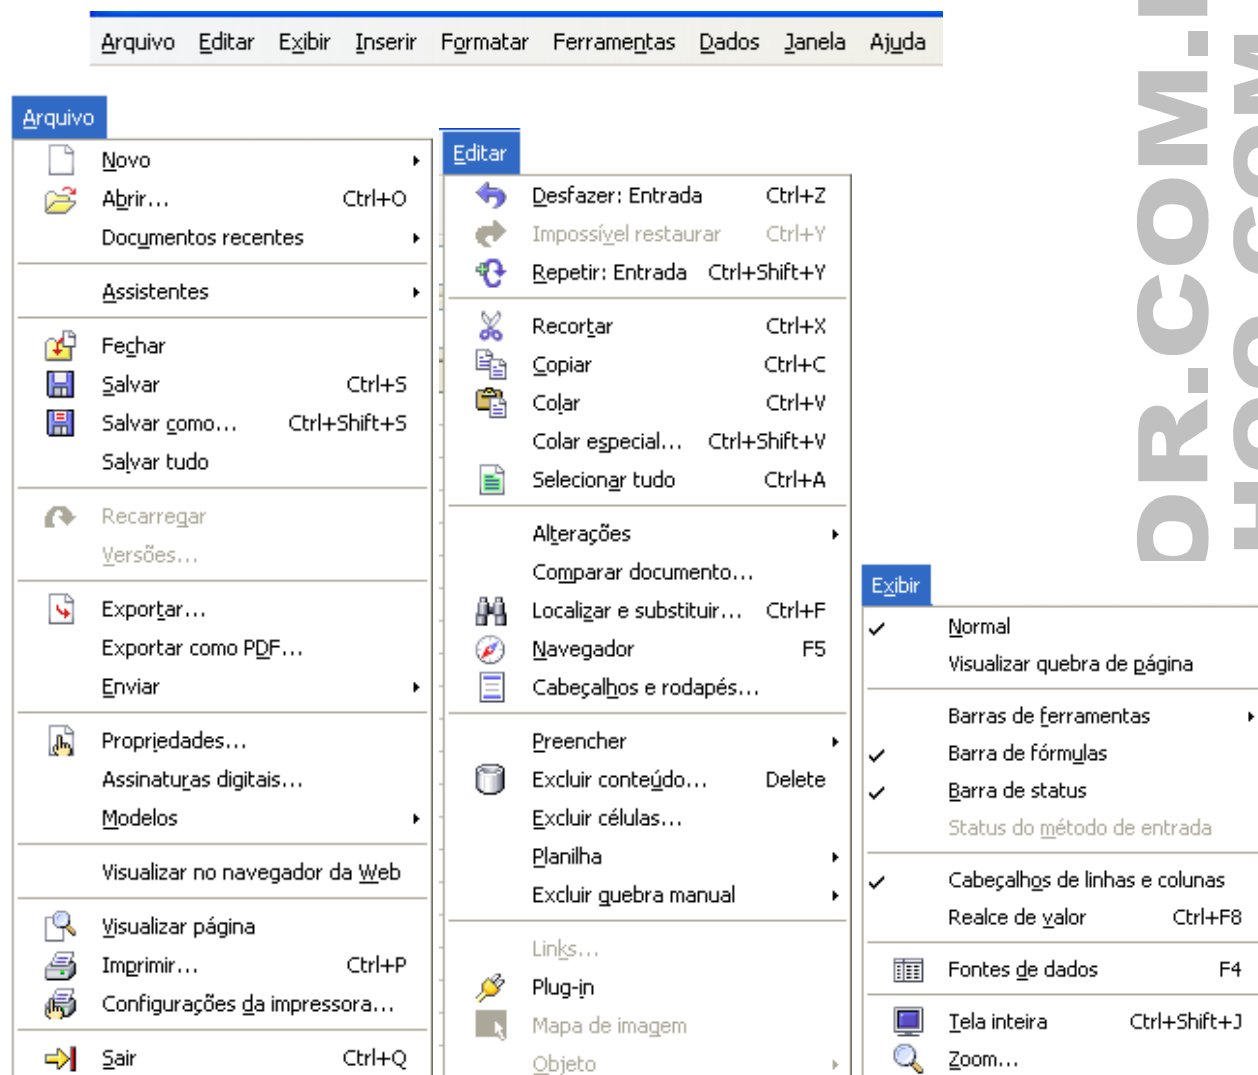 Arquivo Editar Exibir Inserir Formatar Ferramentas Dados Janela Ajuda
Arquivo
Novo
Abrir... Ctrl+O
Documentos recentes
Assistentes
Fechar
Salvar Ctrl+S
Salvar como... Ctrl+Shift+S
Salvar tudo
Recarregar
Versões...
Exportar...
Exportar como PDF...
Enviar
Propriedades...
Assinaturas digitais...
Modelos
Visualizar no navegador da Web
Visualizar página
Imprimir... Ctrl+P
Configurações da impressora...
Sair Ctrl+Q
Editar
Desfazer: Entrada Ctrl+Z
Impossível restaurar Ctrl+Y
Repetir: Entrada Ctrl+Shift+Y
Recortar Ctrl+X
Copiar Ctrl+C
Colar Ctrl+V
Colar especial... Ctrl+Shift+V
Selecionar tudo Ctrl+A
Alterações
Comparar documento...
Localizar e substituir... Ctrl+F
Navegador F5
Cabeçalhos e rodapés...
Preencher
Excluir conteúdo... Delete
Excluir células...
Planilha
Excluir quebra manual
Links...
Plug-in
Mapa de imagem
Objeto
Exibir
Normal
Visualizar quebra de página
Barras de ferramentas
Barra de fórmulas
Barra de status
Status do método de entrada
Cabeçalhos de linhas e colunas
Realce de valor Ctrl+F8
Fontes de dados F4
Tela inteira Ctrl+Shift+J
Zoom...
DR.COM.